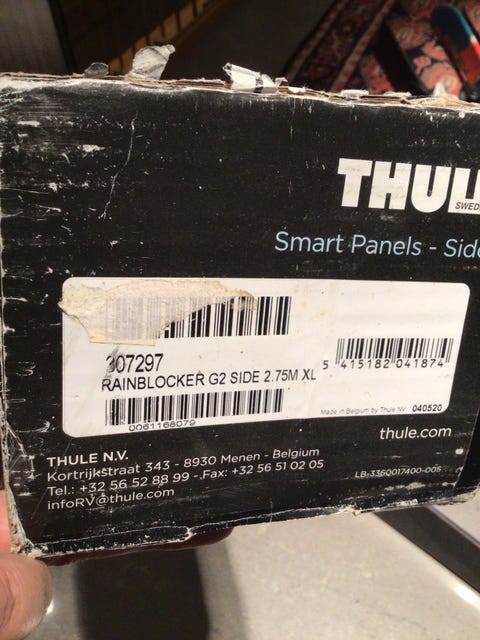 THUL
SWED
Smart Panels - Side
307297
RAINBLOCKER G2 SIDE 2.75M XL
5 415182 041874
0061168079
Made in Belgium by Thule NV 040520
thule.com
THULE N.V.
Kortrijkstraat 343 - 8930 Menen - Belgium
Tel.: +32 56 52 88 99 - Fax: +32 56 51 02 05
infoRV@thule.com
LB-3360017400-005